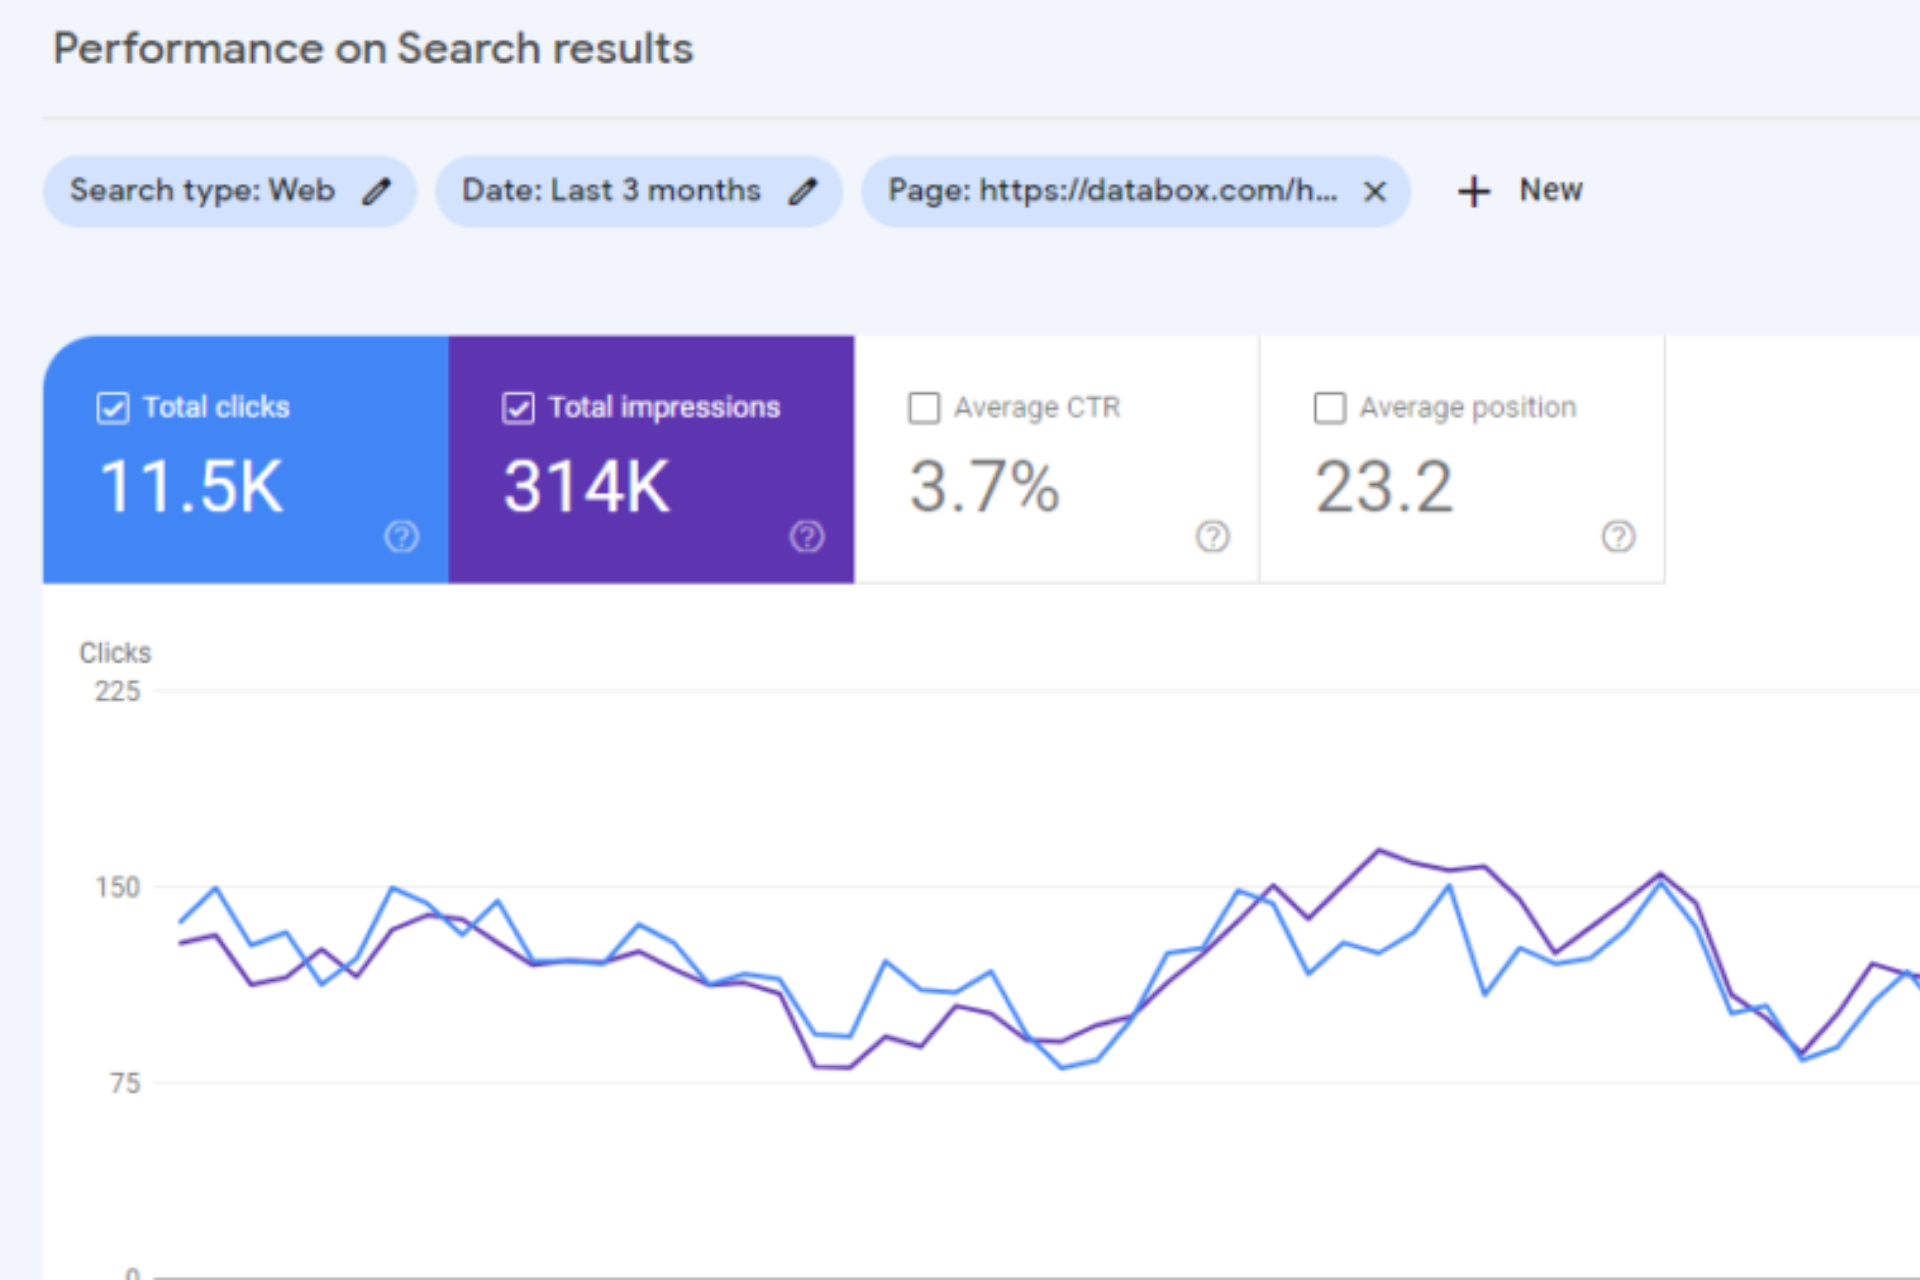 Performance on Search results
Search type: Web
Date: Last 3 months
Page: https://databox.com/h...
New
Total clicks
11.5K
Total impressions
314K
Average CTR
3.7%
Average position
23.2
Clicks
225
150
75
0